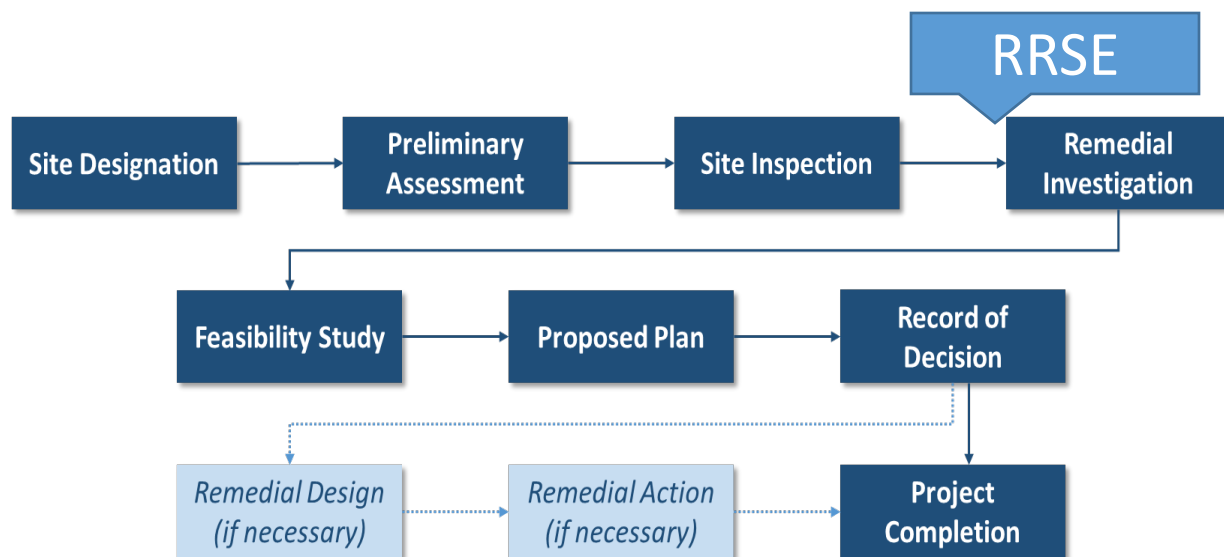 RRSE
Site Designation
Preliminary
Assessment
Site Inspection
Remedial
Investigation
Feasibility Study
Proposed Plan
Record of
Decision
Remedial Design
(if necessary)
Remedial Action
(if necessary)
Project
Completion